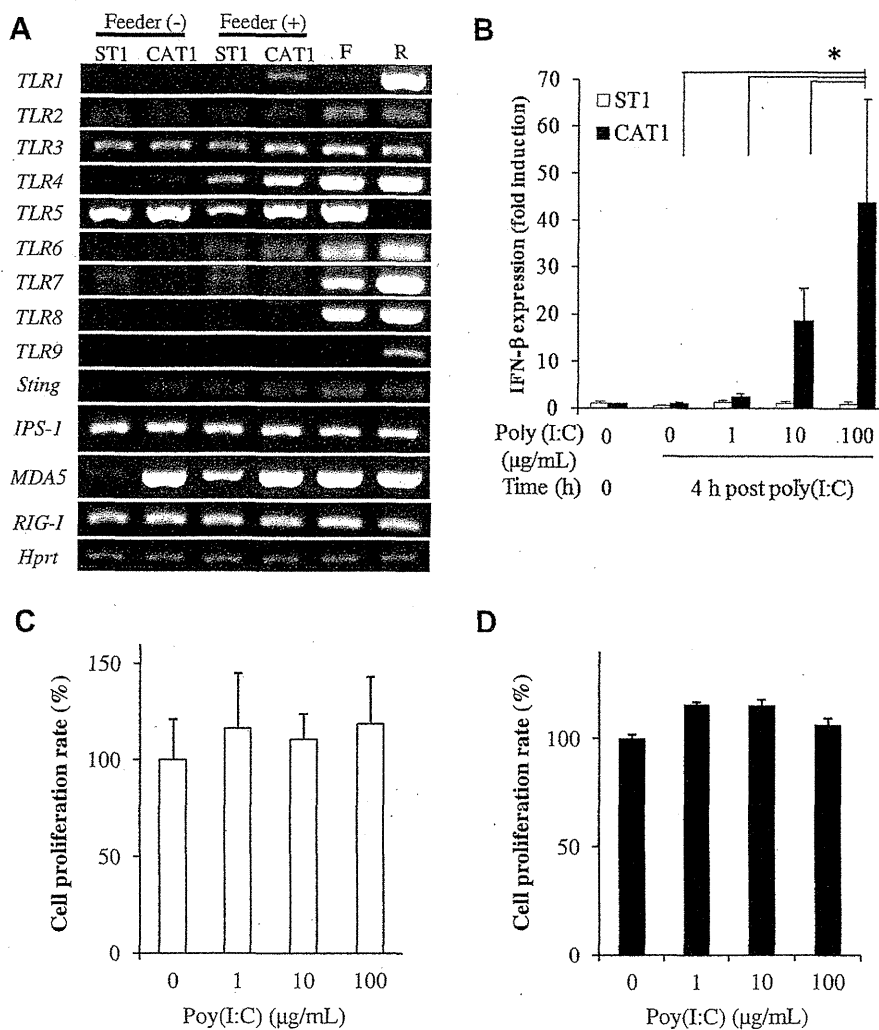 A
Feeder (-) Feeder (+)
ST1 CAT1 ST1 CAT1 F R
TLR1
TLR2
TLR3
TLR4
TLR5
TLR6
TLR7
TLR8
TLR9
Sting
IPS-1
MDA5
RIG-1
Hprt
B
*
IFN-β expression (fold induction)
70
60
50
40
30
20
10
0
ST1
CAT1
Poly (I:C) 0 0 1 10 100
(μg/mL)
Time (h) 0 4 h post poly(I:C)
C
Cell proliferation rate (%)
150
100
50
0
0 1 10 100
Poy(I:C) (μg/mL)
D
Cell proliferation rate (%)
100
50
0
0 1 10 100
Poy(I:C) (μg/mL)